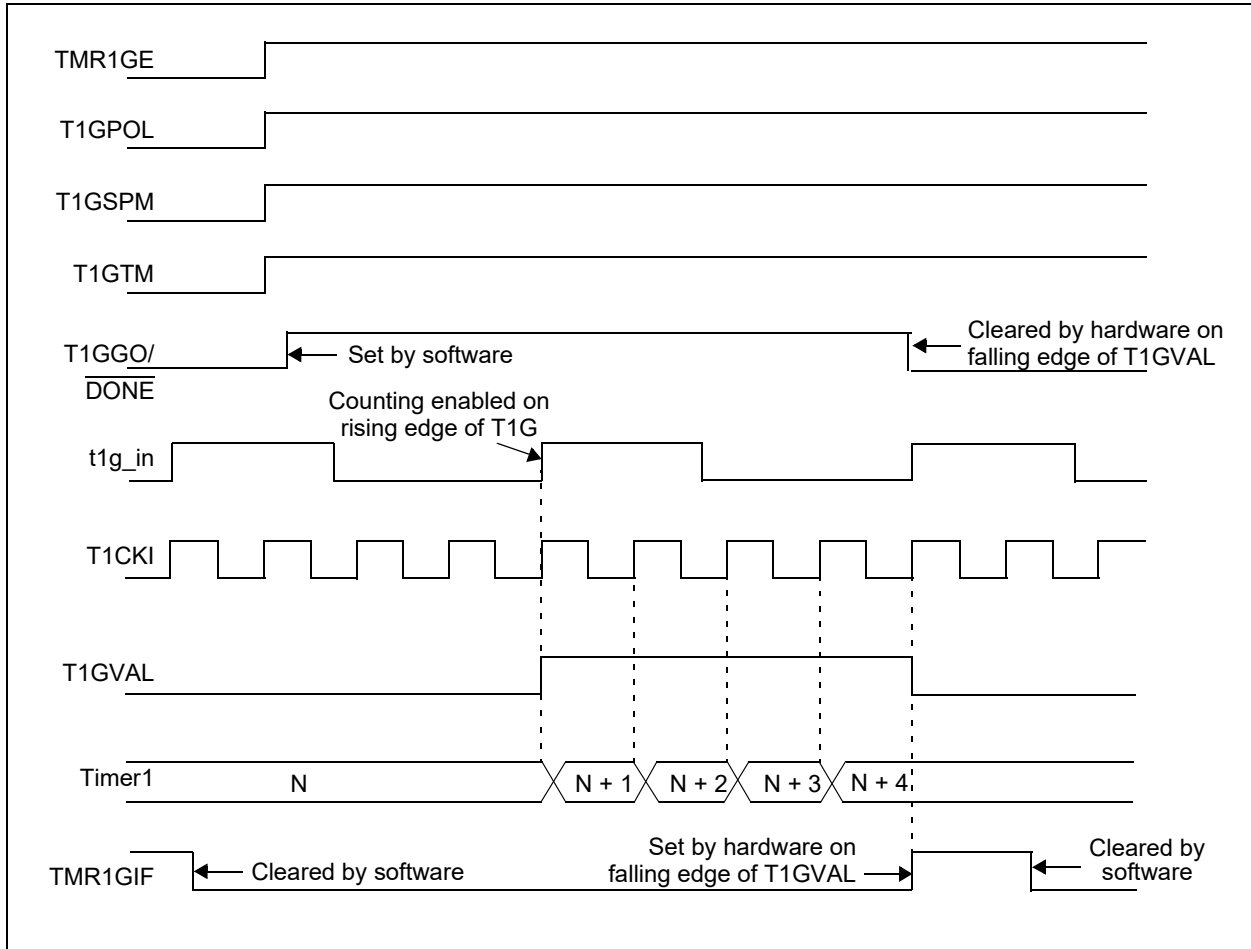 TMR1GE
T1GPOL
T1GSPM
T1GTM
T1GGO/
DONE
Set by software
Cleared by hardware on
falling edge of T1GVAL
Counting enabled on
rising edge of T1G
t1g_in
T1CKI
T1GVAL
Timer1
N
N + 1
N + 2
N + 3
N + 4
TMR1GIF
Cleared by software
Set by hardware on
falling edge of T1GVAL
Cleared by
software